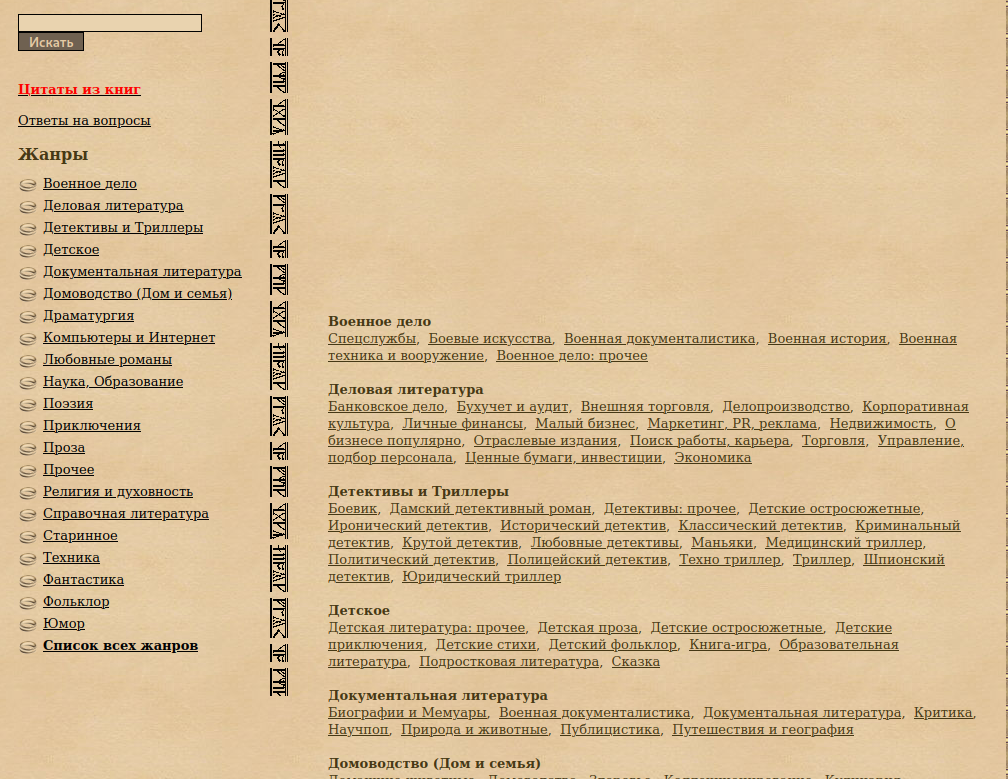 Искать
Цитаты из книг
Ответы на вопросы
Жанры
Военное дело
Деловая литература
Детективы и Триллеры
Детское
Документальная литература
Домоводство (Дом и семья)
Драматургия
Компьютеры и Интернет
Любовные романы
Наука, Образование
Поэзия
Приключения
Проза
Прочее
Религия и духовность
Справочная литература
Старинное
Техника
Фантастика
Фольклор
Юмор
Список всех жанров
Военное дело
Спецслужбы, Боевые искусства, Военная документалистика, Военная история, Военная
техника и вооружение, Военное дело: прочее
Деловая литература
Банковское дело, Бухучет и аудит, Внешняя торговля, Делопроизводство, Корпоративная
культура, Личные финансы, Малый бизнес, Маркетинг, PR, реклама, Недвижимость, О
бизнесе популярно, Отраслевые издания, Поиск работы, карьера, Торговля, Управление,
подбор персонала, Ценные бумаги, инвестиции, Экономика
Детективы и Триллеры
Боевик, Дамский детективный роман, Детективы: прочее, Детские остросюжетные,
Иронический детектив, Исторический детектив, Классический детектив, Криминальный
детектив, Крутой детектив, Любовные детективы, Маньяки, Медицинский триллер,
Политический детектив, Полицейский детектив, Техно триллер, Триллер, Шпионский
детектив, Юридический триллер
Детское
Детская литература: прочее, Детская проза, Детские остросюжетные, Детские
приключения, Детские стихи, Детский фольклор, Книга-игра, Образовательная
литература, Подростковая литература, Сказка
Документальная литература
Биографии и Мемуары, Военная документалистика, Документальная литература, Критика,
Научпоп, Природа и животные, Публицистика, Путешествия и география
Домоводство (Дом и семья)